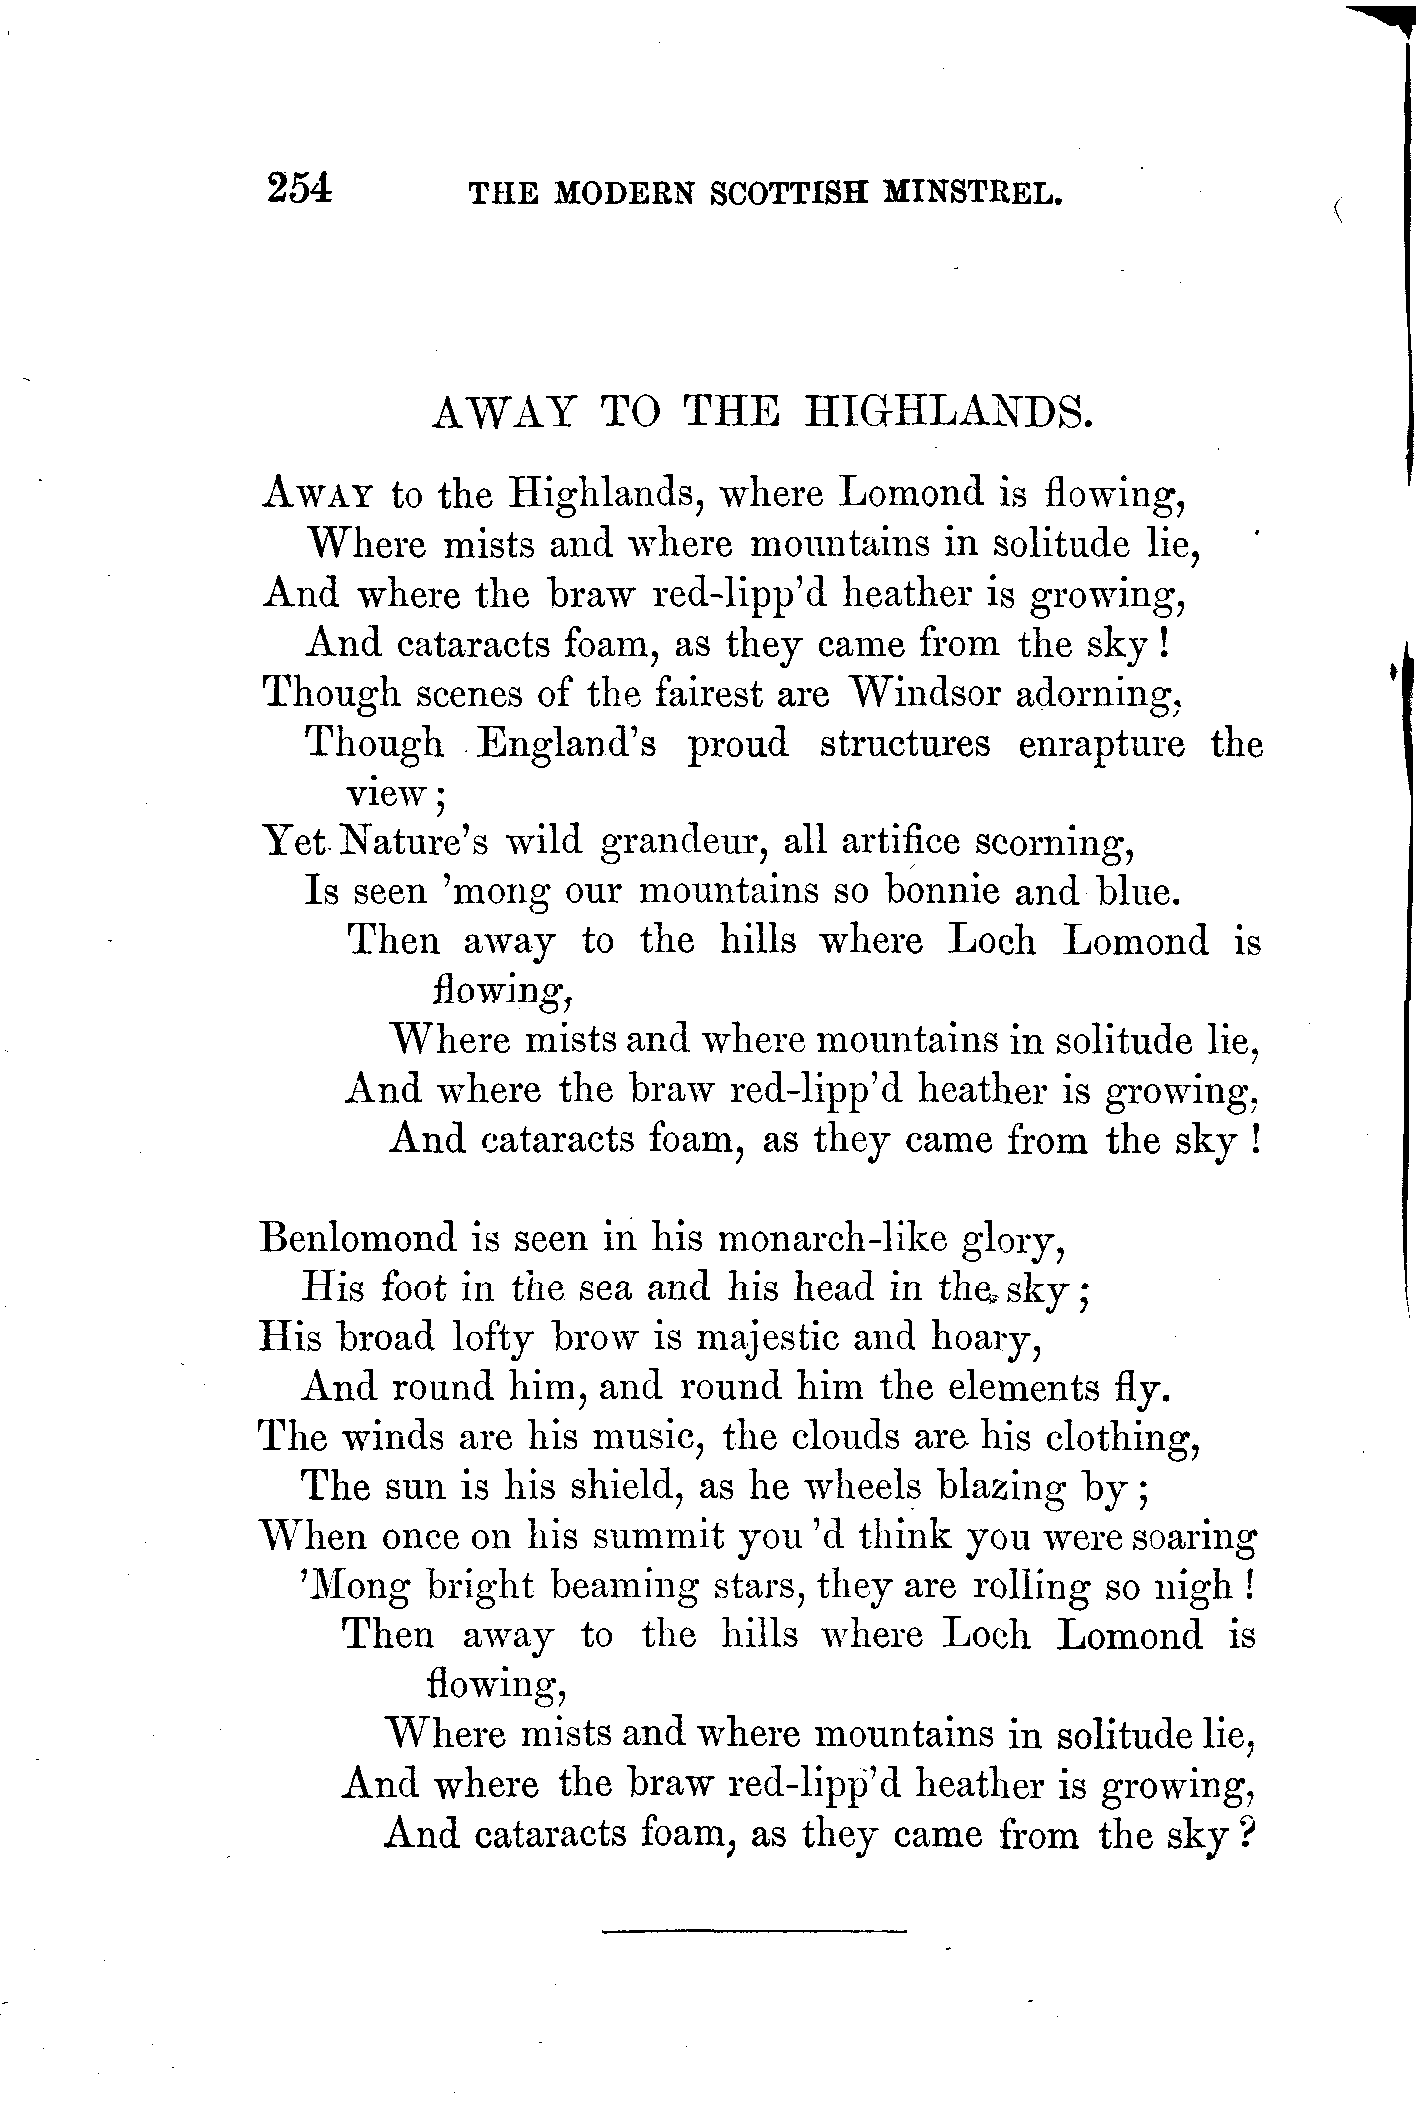 254 THE MODERN SCOTTISH MINSTREL.
AWAY TO THE HIGHLANDS.
AWAY to the Highlands, where Lomond is flowing,
Where mists and where mountains in solitude lie,
And where the braw red-lipp'd heather is growing,
And cataracts foam, as they came from the sky !
Though scenes of the fairest are Windsor adorning,
Though England's proud structures enrapture the
view ;
Yet Nature's wild grandeur, all artifice scorning,
Is seen 'mong our mountains so bonnie and blue.
Then away to the hills where Loch Lomond is
flowing,
Where mists and where mountains in solitude lie,
And where the braw red-lipp'd heather is growing,
And cataracts foam, as they came from the sky !
Benlomond is seen in his monarch-like glory,
His foot in the sea and his head in the sky ;
His broad lofty brow is majestic and hoary,
And round him, and round him the elements fly.
The winds are his music, the clouds are his clothing,
The sun is his shield, as he wheels blazing by ;
When once on his summit you 'd think you were soaring
'Mong bright beaming stars, they are rolling so nigh !
Then away to the hills where Loch Lomond is
flowing,
Where mists and where mountains in solitude lie,
And where the braw red-lipp'd heather is growing,
And cataracts foam, as they came from the sky ?